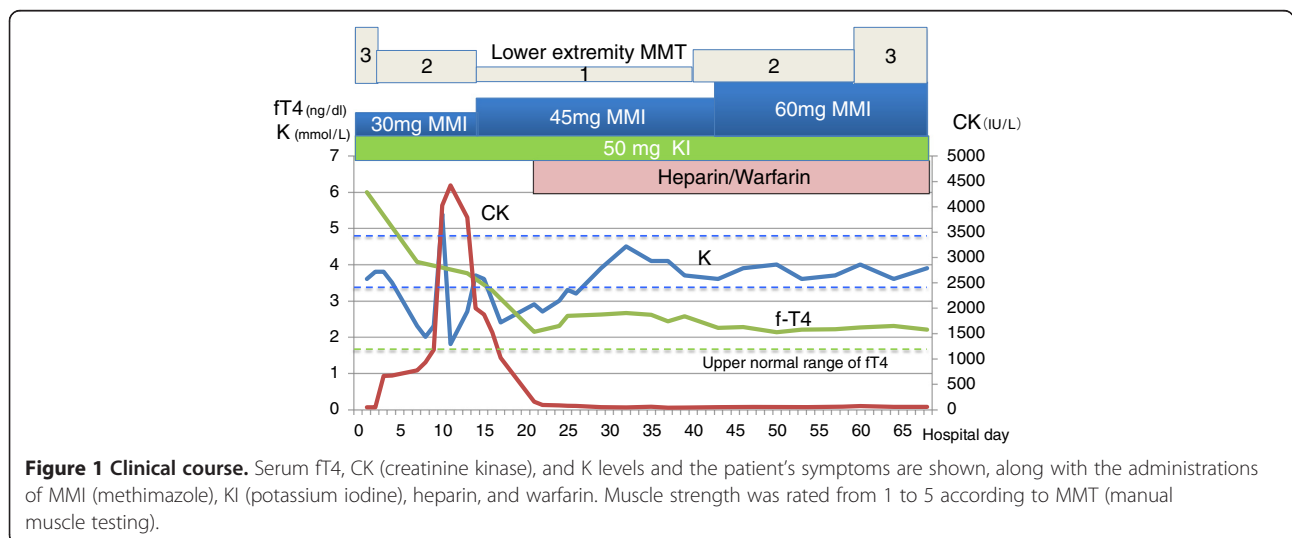 Lower extremity MMT
3
2
1
2
3
fT4 (ng/dl)
K (mmol/L)
30mg MMI
45mg MMI
60mg MMI
CK (IU/L)
50 mg KI
Heparin/Warfarin
7
6
5
4
3
2
1
0
CK
K
f-T4
Upper normal range of fT4
5000
4500
4000
3500
3000
2500
2000
1500
1000
500
0
0 5 10 15 20 25 30 35 40 45 50 55 60 65 Hospital day
Figure 1 Clinical course. Serum fT4, CK (creatinine kinase), and K levels and the patient's symptoms are shown, along with the administrations
of MMI (methimazole), KI (potassium iodine), heparin, and warfarin. Muscle strength was rated from 1 to 5 according to MMT (manual
muscle testing).